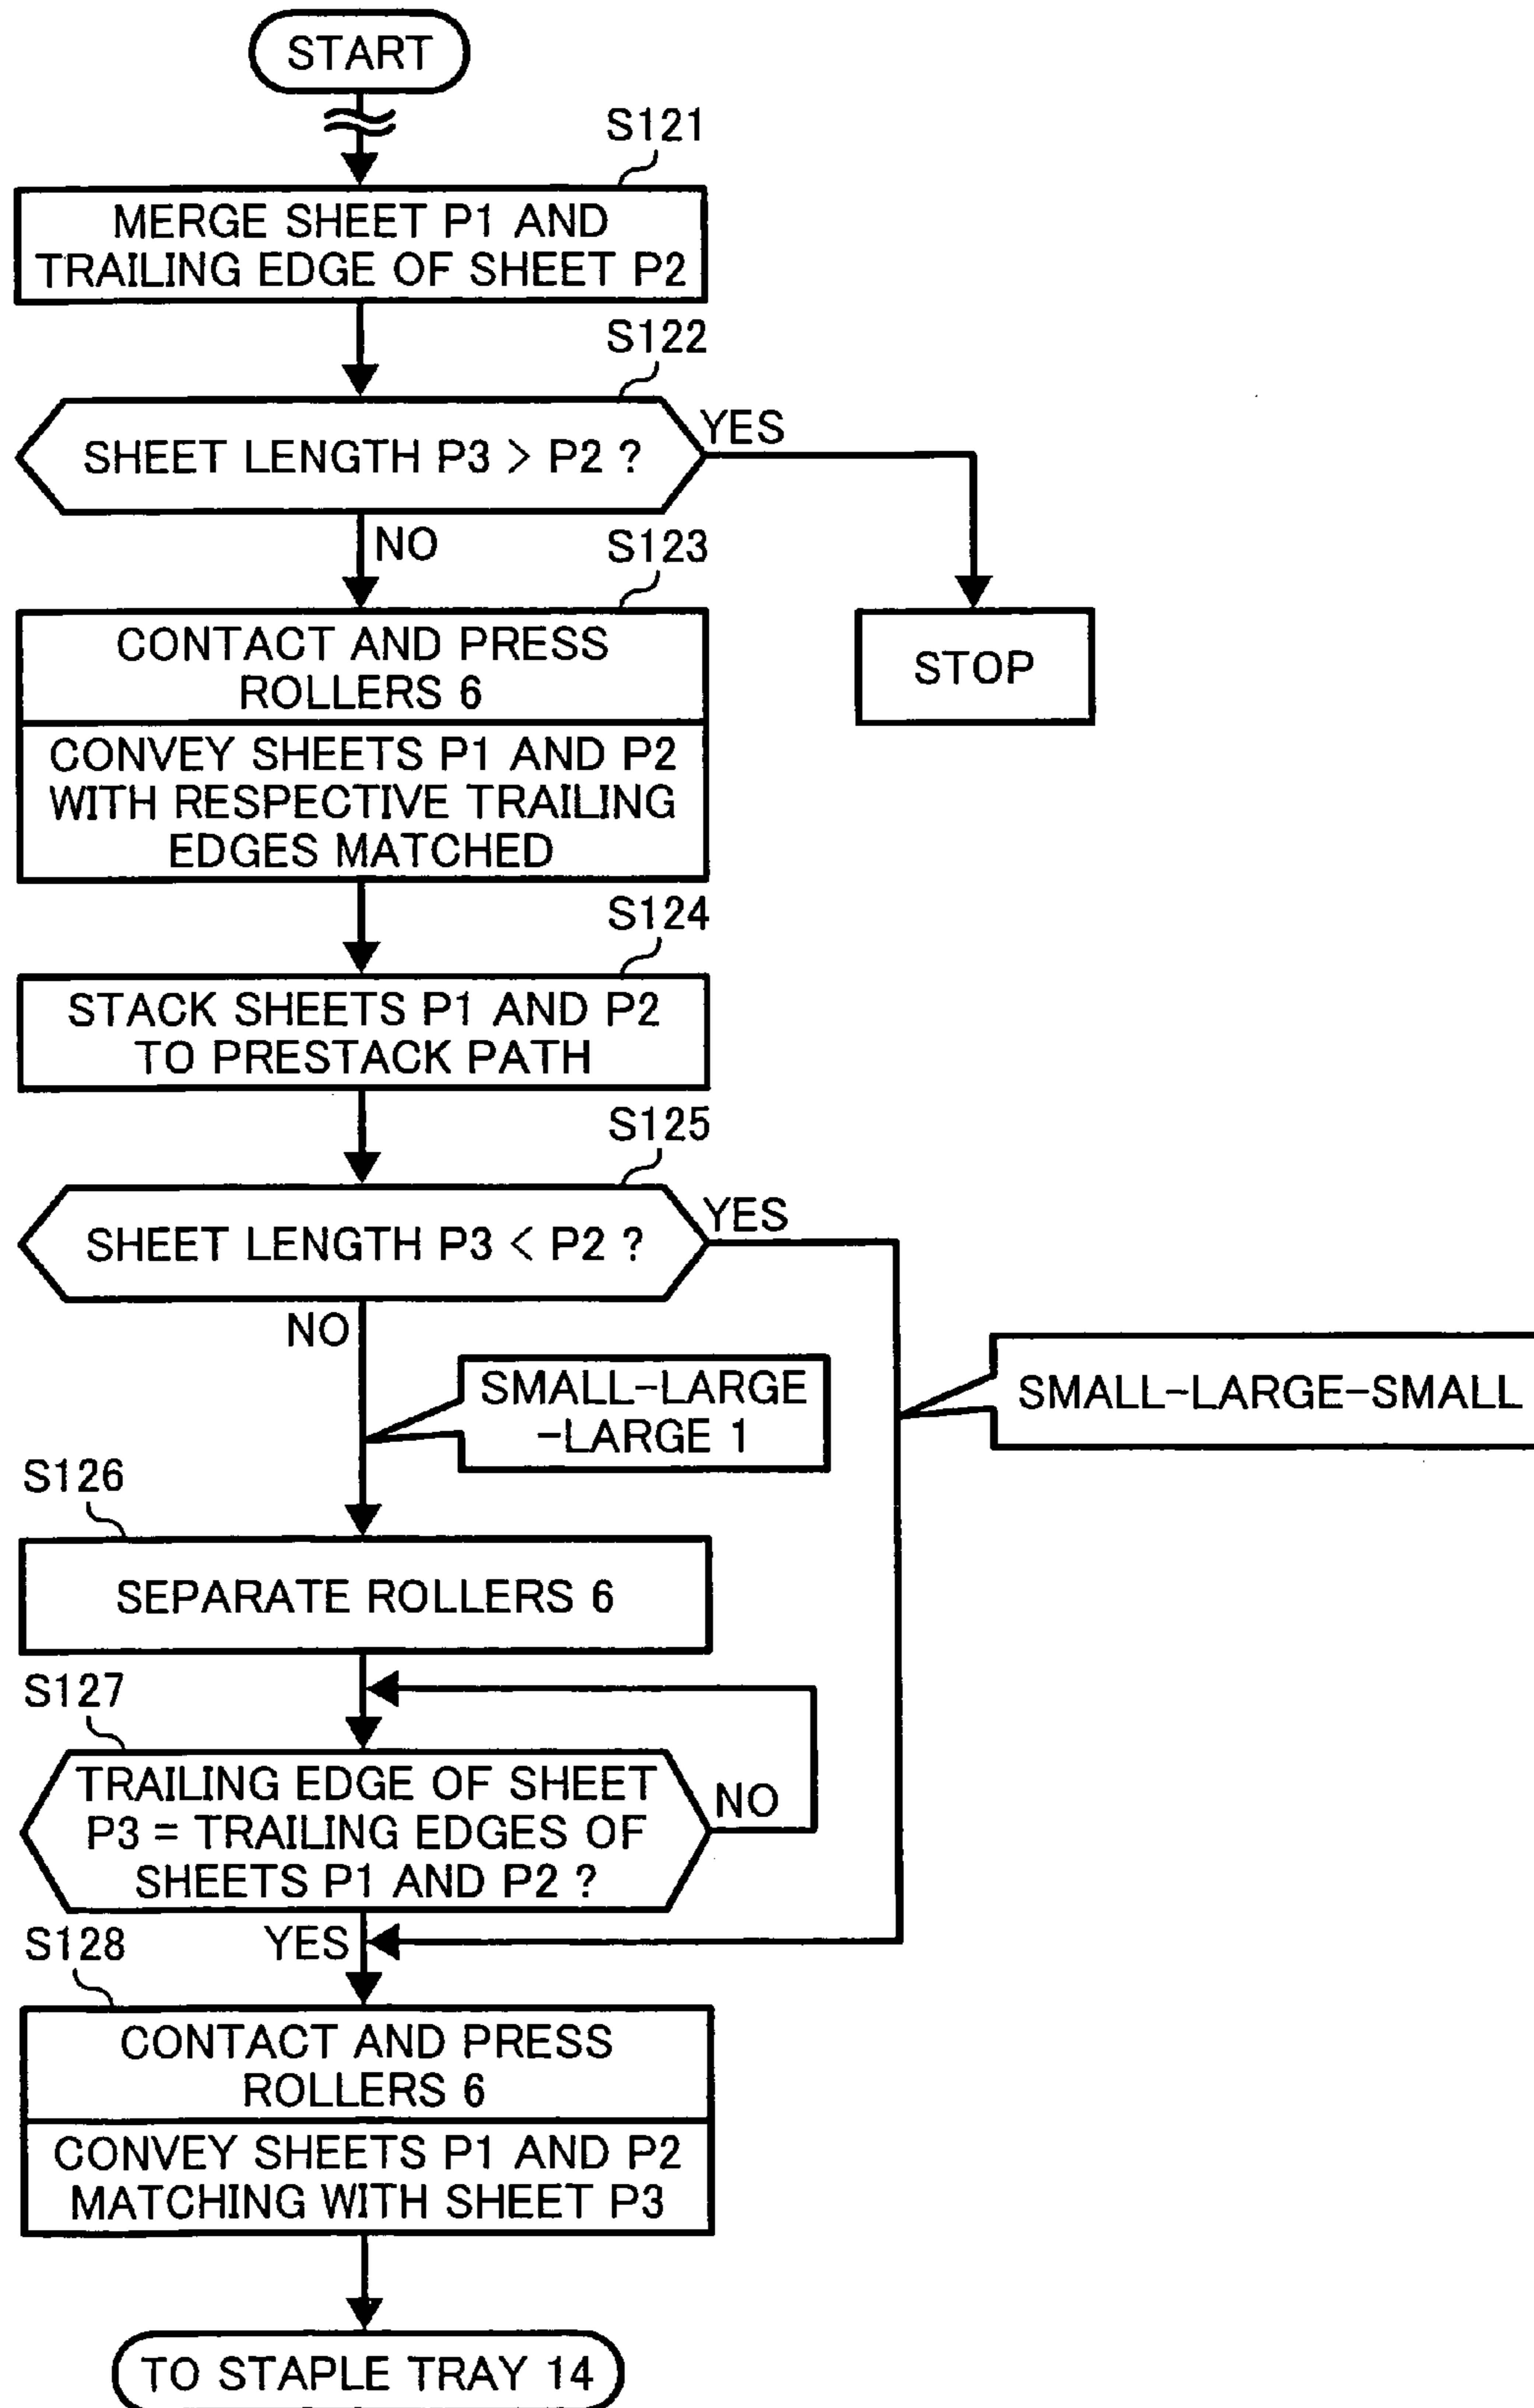 START
S121
MERGE SHEET P1 AND
TRAILING EDGE OF SHEET P2
S122
SHEET LENGTH P3 > P2 ?
YES
NO
S123
CONTACT AND PRESS
ROLLERS 6
STOP
CONVEY SHEETS P1 AND P2
WITH RESPECTIVE TRAILING
EDGES MATCHED
S124
STACK SHEETS P1 AND P2
TO PRESTACK PATH
S125
SHEET LENGTH P3 < P2 ?
YES
NO
SMALL-LARGE
-LARGE 1
SMALL-LARGE-SMALL
S126
SEPARATE ROLLERS 6
S127
TRAILING EDGE OF SHEET
P3 = TRAILING EDGES OF
SHEETS P1 AND P2 ?
NO
YES
S128
CONTACT AND PRESS
ROLLERS 6
CONVEY SHEETS P1 AND P2
MATCHING WITH SHEET P3
TO STAPLE TRAY 14